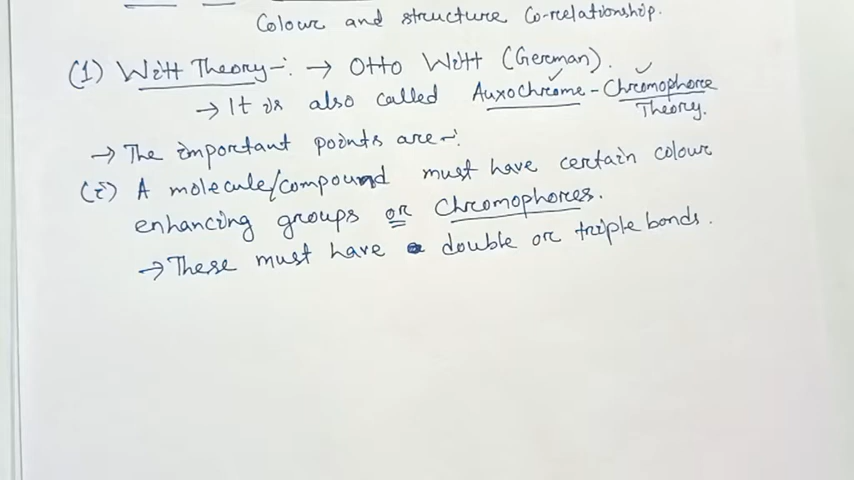 Colour and structure Co-relationship.
(1) Witt Theory-: → Otto Witt (German).
→ It is also called Auxochrome - Chromophore
Theory.
→ The important points are-:
(i) A molecule/compound must have certain colour
enhancing groups or Chromophores.
→ These must have double or triple bonds.